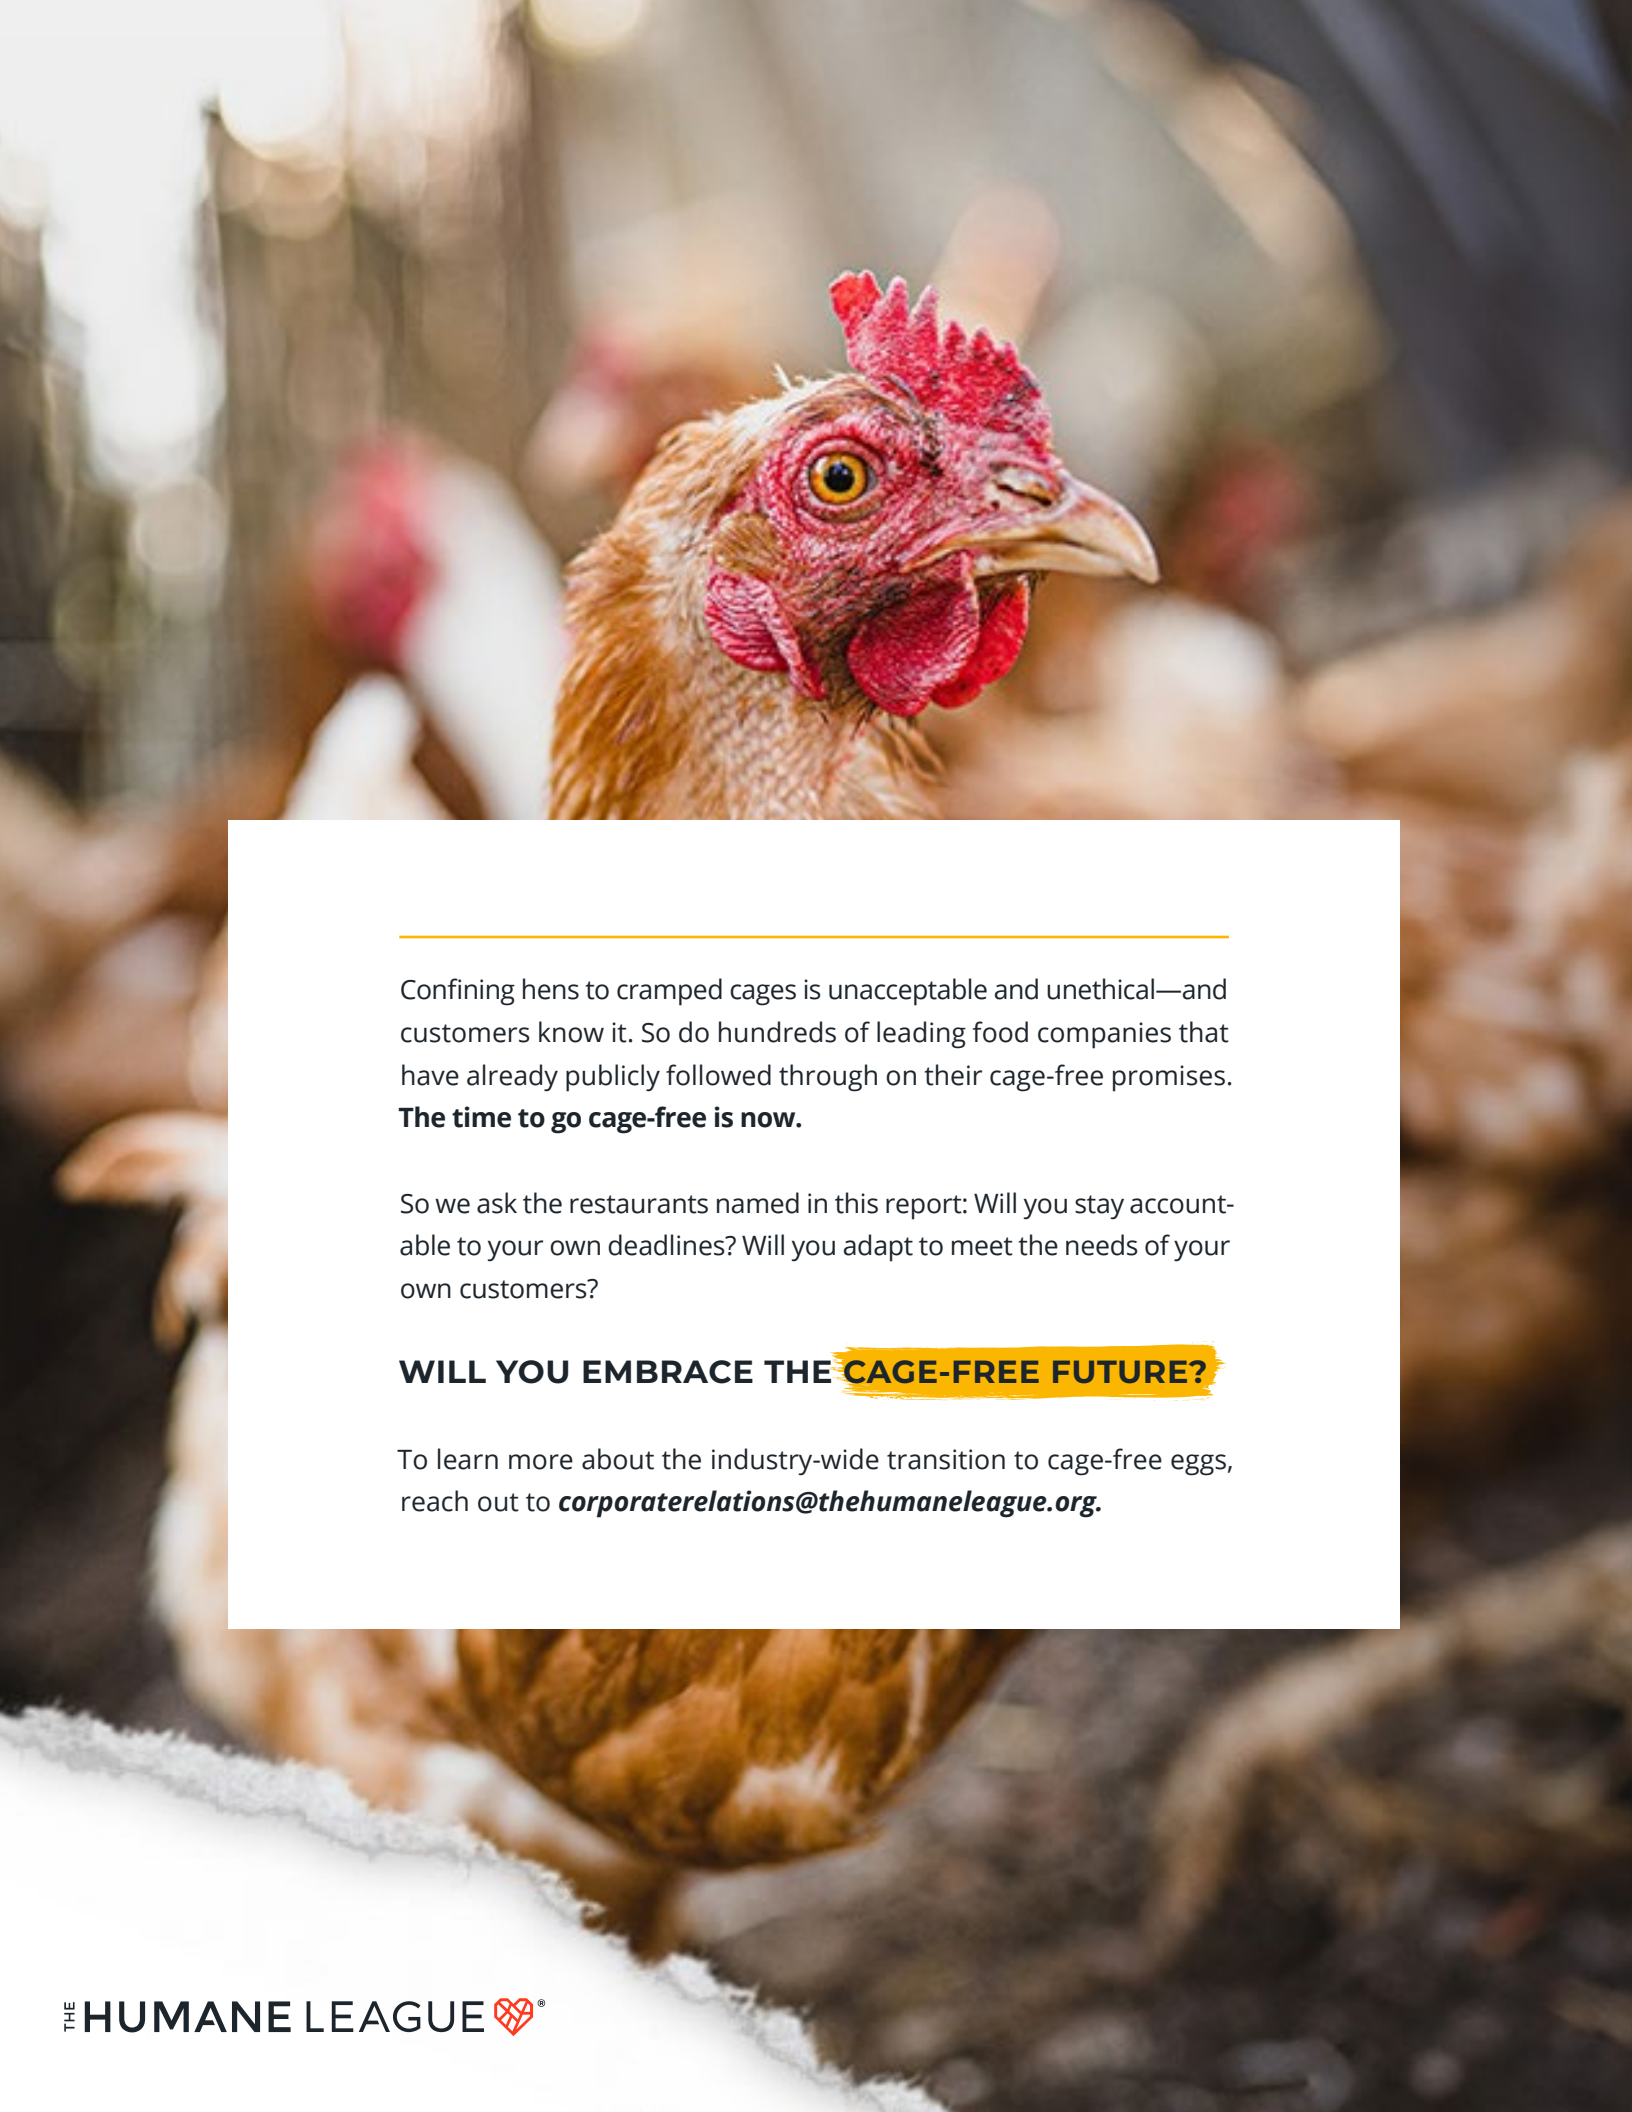 Confining hens to cramped cages is unacceptable and unethical—and
customers know it. So do hundreds of leading food companies that
have already publicly followed through on their cage-free promises.
The time to go cage-free is now.
So we ask the restaurants named in this report: Will you stay account-
able to your own deadlines? Will you adapt to meet the needs of your
own customers?
WILL YOU EMBRACE THE CAGE-FREE FUTURE?
To learn more about the industry-wide transition to cage-free eggs,
reach out to corporaterelations@thehumaneleague.org.
THE HUMANE LEAGUE®